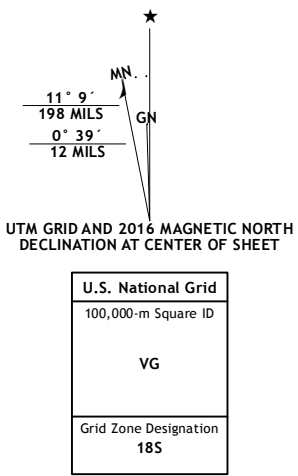 ★
MN
11° 9´
198 MILS
GN
0° 39´
12 MILS
UTM GRID AND 2016 MAGNETIC NORTH
DECLINATION AT CENTER OF SHEET
U.S. National Grid
100,000-m Square ID
VG
Grid Zone Designation
18S